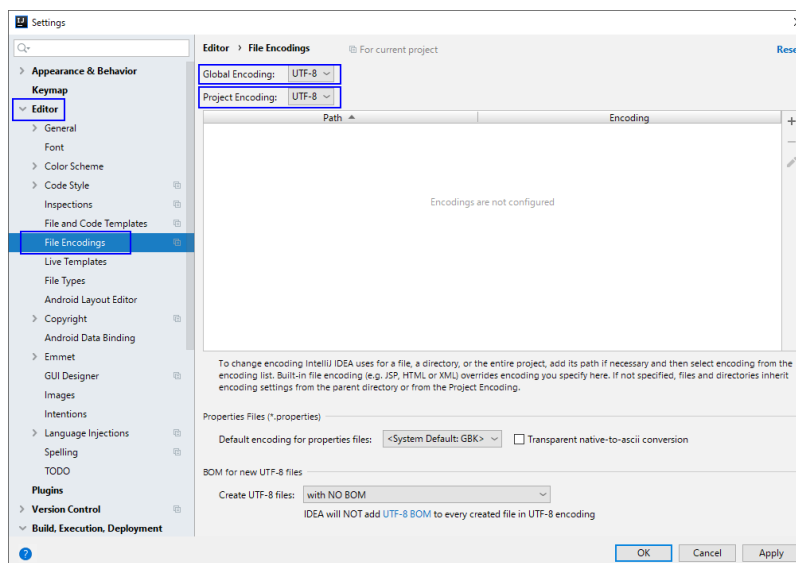 Settings
Editor › File Encodings
For current project
Rese
Appearance & Behavior
Keymap
Editor
General
Font
Color Scheme
Code Style
Inspections
File and Code Templates
File Encodings
Live Templates
File Types
Android Layout Editor
Copyright
Android Data Binding
Emmet
GUI Designer
Images
Intentions
Language Injections
Spelling
TODO
Plugins
Version Control
Build, Execution, Deployment
Global Encoding: UTF-8
Project Encoding: UTF-8
Path Encoding
Encodings are not configured
To change encoding IntelliJ IDEA uses for a file, a directory, or the entire project, add its path if necessary and then select encoding from the
encoding list. Built-in file encoding (e.g. JSP, HTML or XML) overrides encoding you specify here. If not specified, files and directories inherit
encoding settings from the parent directory or from the Project Encoding.
Properties Files (*.properties)
Default encoding for properties files: <System Default: GBK> Transparent native-to-ascii conversion
BOM for new UTF-8 files
Create UTF-8 files: with NO BOM
IDEA will NOT add UTF-8 BOM to every created file in UTF-8 encoding
?
OK Cancel Apply